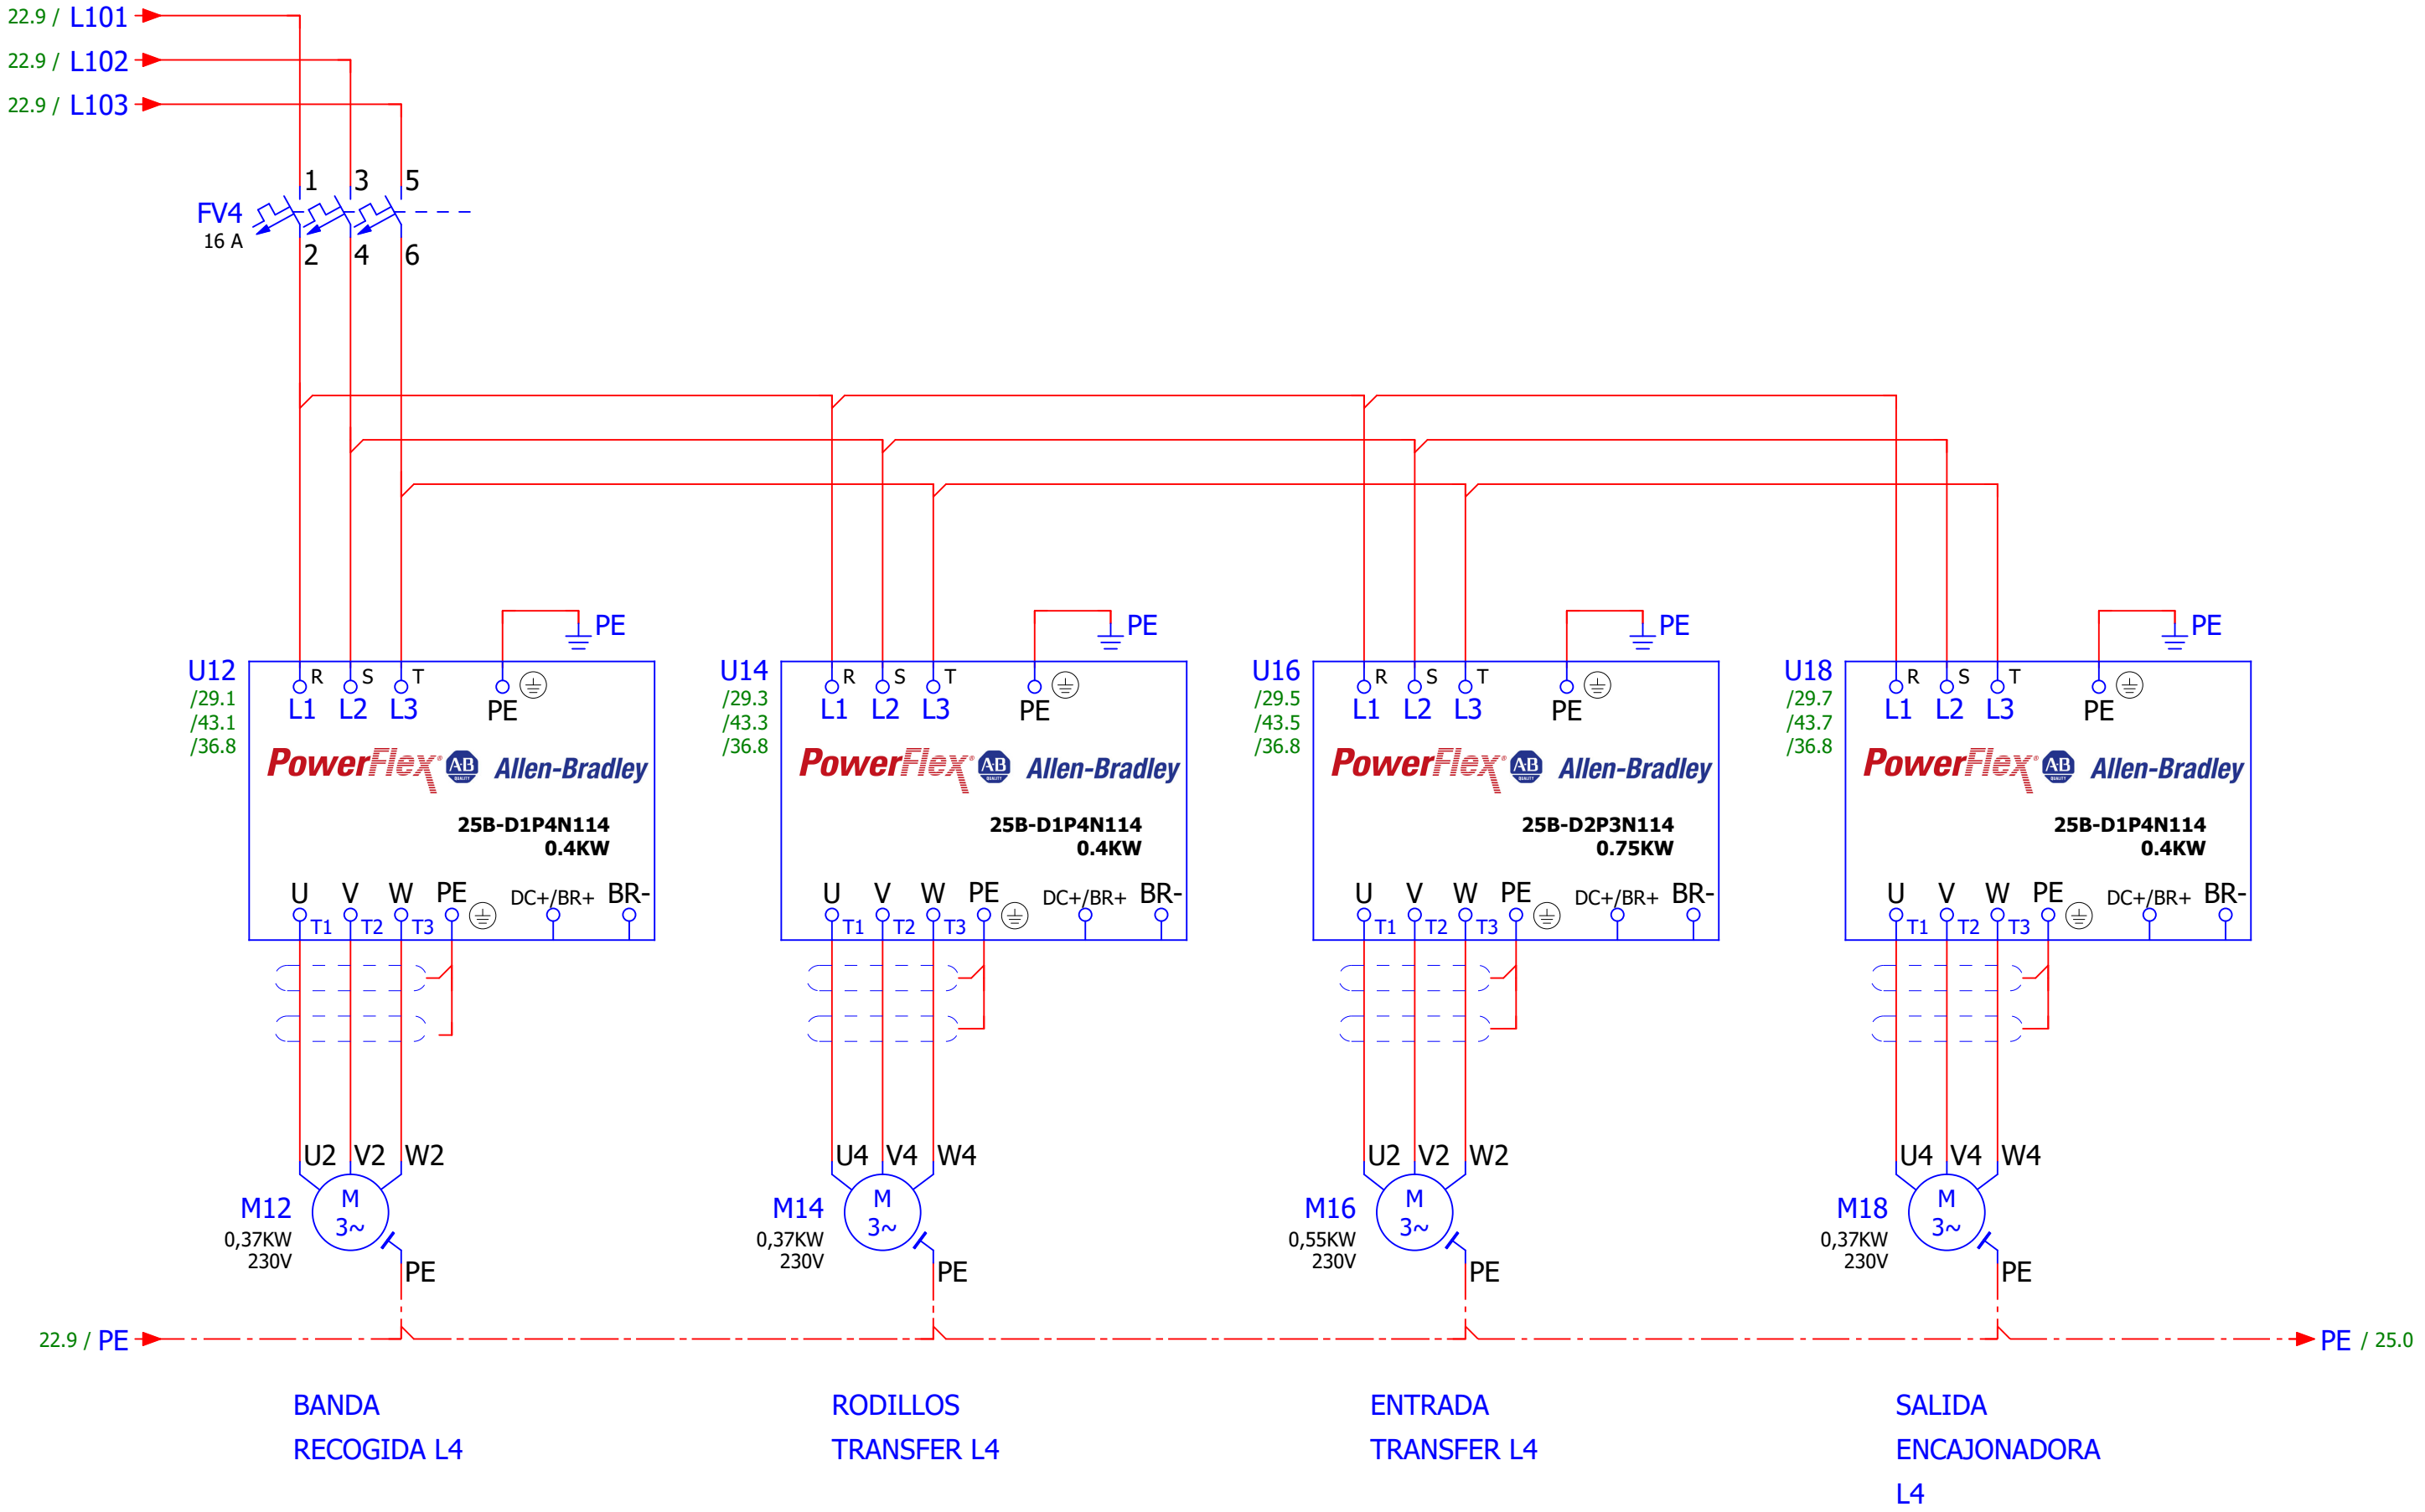 22.9 / L101
22.9 / L102
22.9 / L103
1 3 5
FV4
16 A
2 4 6
PE PE PE PE
U12 R S T
/29.1 L1 L2 L3 PE
/43.1
/36.8
PowerFlex® AB QUALITY Allen-Bradley
25B-D1P4N114
0.4KW
U V W PE DC+/BR+ BR-
T1 T2 T3
U14 R S T
/29.3 L1 L2 L3 PE
/43.3
/36.8
PowerFlex® AB QUALITY Allen-Bradley
25B-D1P4N114
0.4KW
U V W PE DC+/BR+ BR-
T1 T2 T3
U16 R S T
/29.5 L1 L2 L3 PE
/43.5
/36.8
PowerFlex® AB QUALITY Allen-Bradley
25B-D2P3N114
0.75KW
U V W PE DC+/BR+ BR-
T1 T2 T3
U18 R S T
/29.7 L1 L2 L3 PE
/43.7
/36.8
PowerFlex® AB QUALITY Allen-Bradley
25B-D1P4N114
0.4KW
U V W PE DC+/BR+ BR-
T1 T2 T3
U2 V2 W2
M12 M
3~
0,37KW
230V
PE
U4 V4 W4
M14 M
3~
0,37KW
230V
PE
U2 V2 W2
M16 M
3~
0,55KW
230V
PE
U4 V4 W4
M18 M
3~
0,37KW
230V
PE
22.9 / PE
PE / 25.0
BANDA
RECOGIDA L4
RODILLOS
TRANSFER L4
ENTRADA
TRANSFER L4
SALIDA
ENCAJONADORA
L4